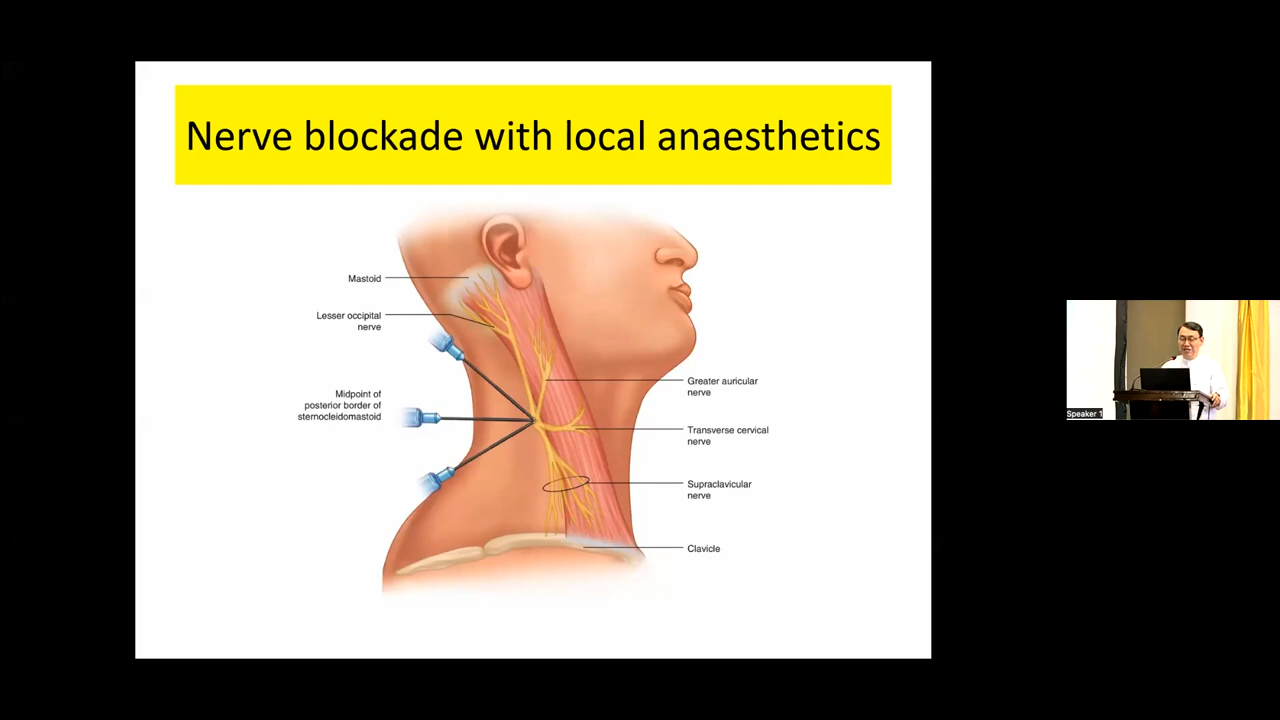 Nerve blockade with local anaesthetics
Mastoid
Lesser occipital
nerve
Midpoint of
posterior border of
sternocleidomastoid
Greater auricular
nerve
Transverse cervical
nerve
Supraclavicular
nerve
Clavicle
Speaker 1